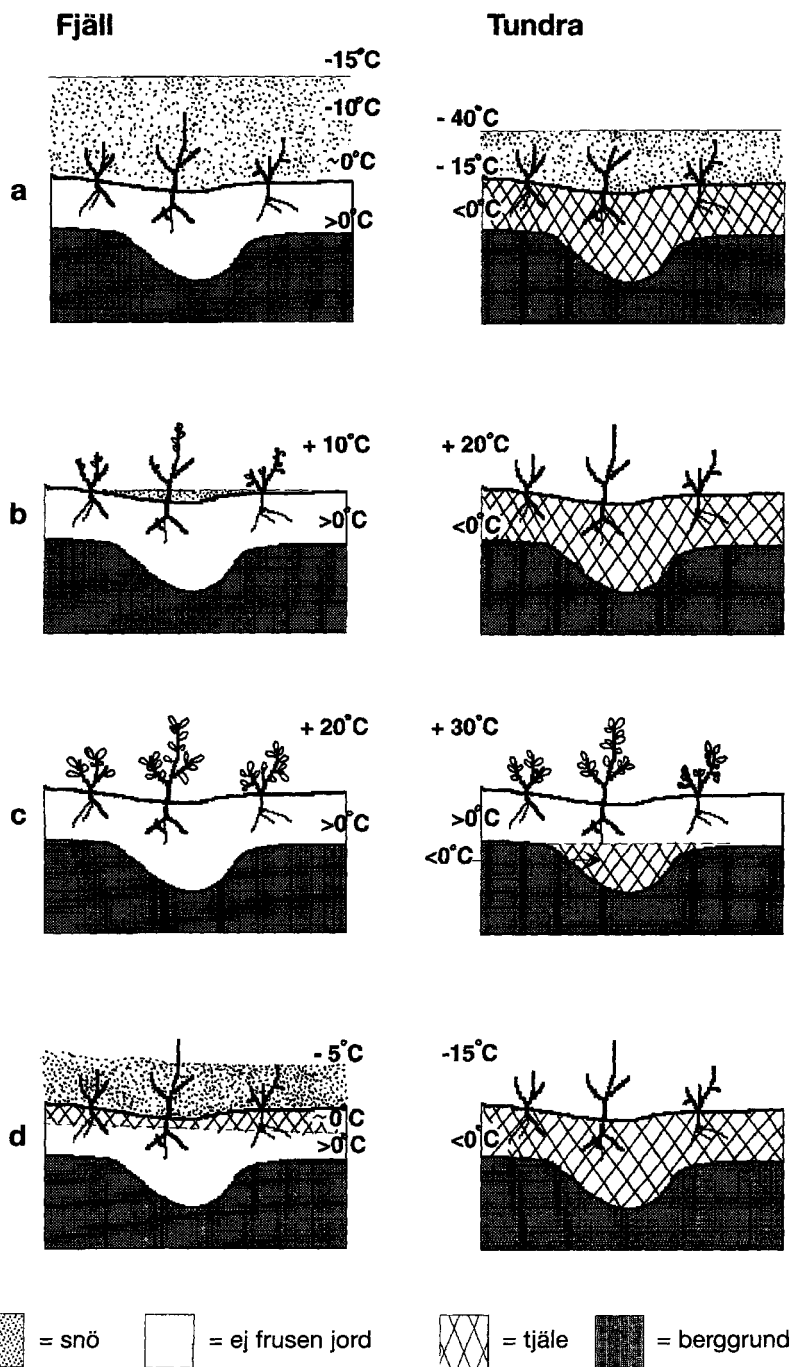 Fjäll Tundra
-15°C
-10°C
~0°C
>0°C
- 40°C
- 15°C
<0°C
a
+ 10°C
>0°C
+ 20°C
<0°C
b
+ 20°C
>0°C
+ 30°C
>0°C
<0°C
c
- 5°C
0°C
>0°C
-15°C
<0°C
d
= snö = ej frusen jord = tjäle = berggrund